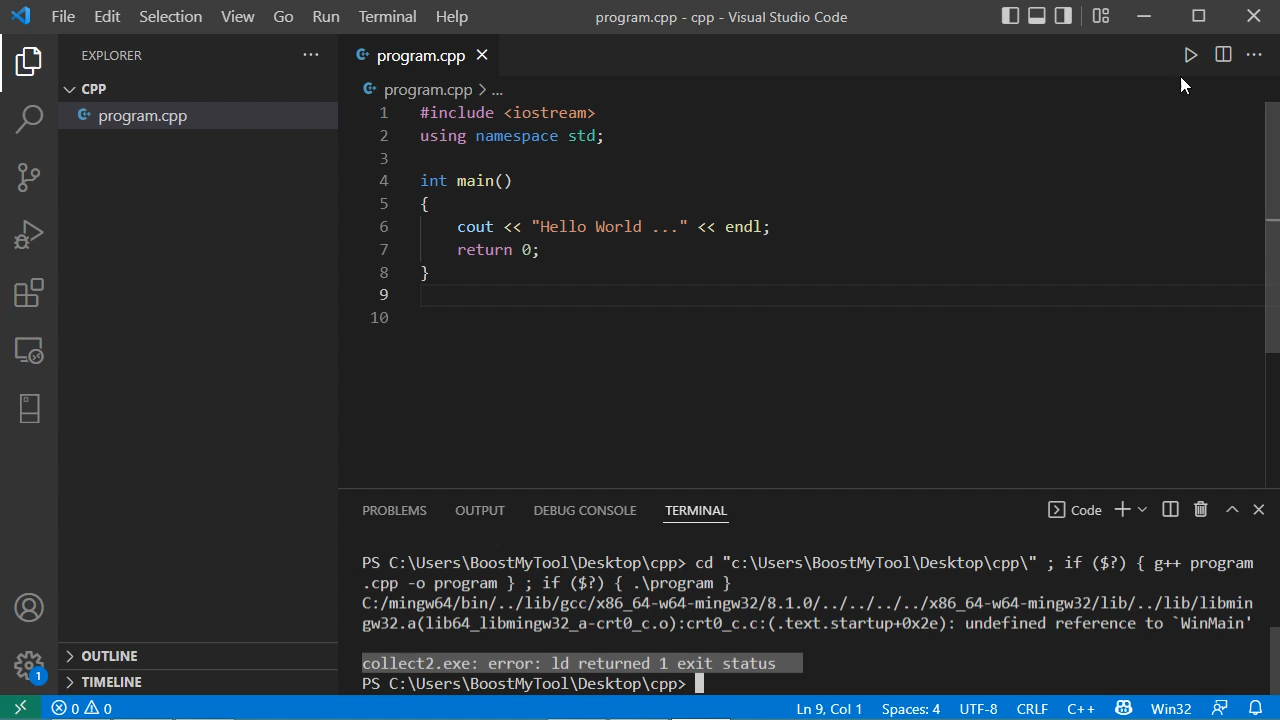 File Edit Selection View Go Run Terminal Help program.cpp - cpp - Visual Studio Code
EXPLORER
CPP
program.cpp
OUTLINE
TIMELINE
1
program.cpp
program.cpp > ...
1 #include <iostream>
2 using namespace std;
3
4 int main()
5 {
6 cout << "Hello World ..." << endl;
7 return 0;
8 }
9
10
PROBLEMS OUTPUT DEBUG CONSOLE TERMINAL Code
PS C:\Users\BoostMyTool\Desktop\cpp> cd "c:\Users\BoostMyTool\Desktop\cpp\" ; if ($?) { g++ program
.cpp -o program } ; if ($?) { .\program }
C:/mingw64/bin/../lib/gcc/x86_64-w64-mingw32/8.1.0/../../../../x86_64-w64-mingw32/lib/../lib/libmin
gw32.a(lib64_libmingw32_a-crt0_c.o):crt0_c.c:(.text.startup+0x2e): undefined reference to `WinMain'
collect2.exe: error: ld returned 1 exit status
PS C:\Users\BoostMyTool\Desktop\cpp>
0 0 Ln 9, Col 1 Spaces: 4 UTF-8 CRLF C++ Win32